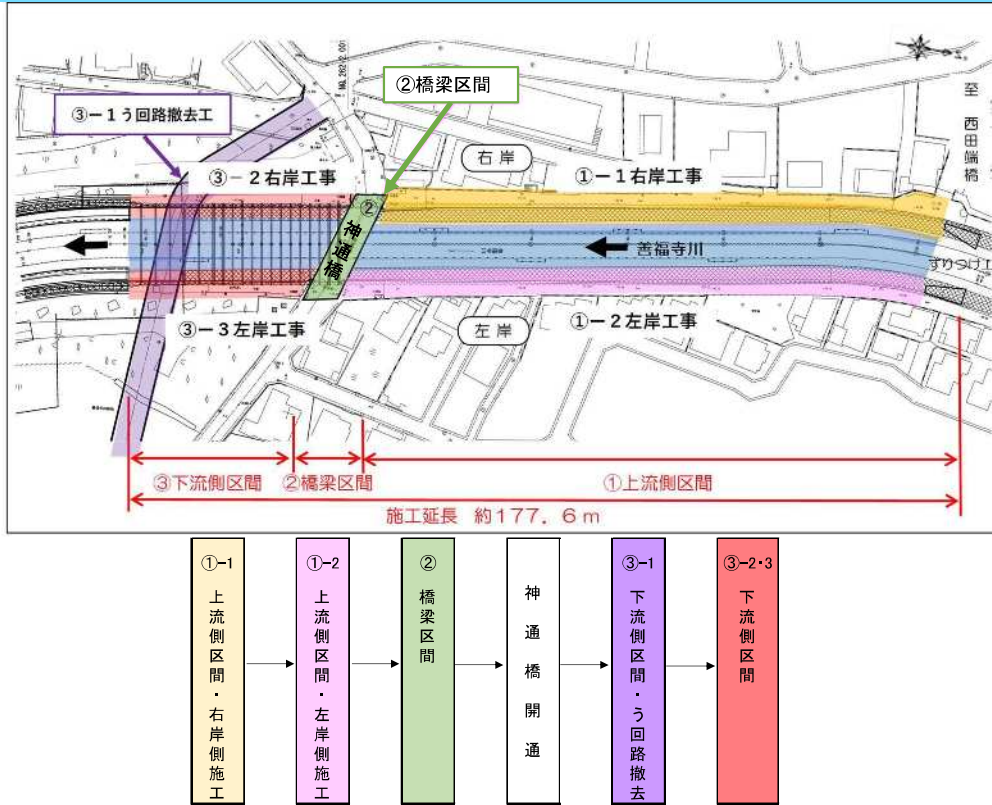 ②橋梁区間
③-1う回路撤去工
至 西田端橋
右岸
③-2右岸工事
①-1右岸工事
②
神通橋
善福寺川
すりつけ工
③-3左岸工事
左岸
①-2左岸工事
③下流側区間
②橋梁区間
①上流側区間
施工延長 約177.6m
①-1
上流側区間・右岸側施工
①-2
上流側区間・左岸側施工
②
橋梁区間
神通橋開通
③-1
下流側区間・う回路撤去
③-2・3
下流側区間